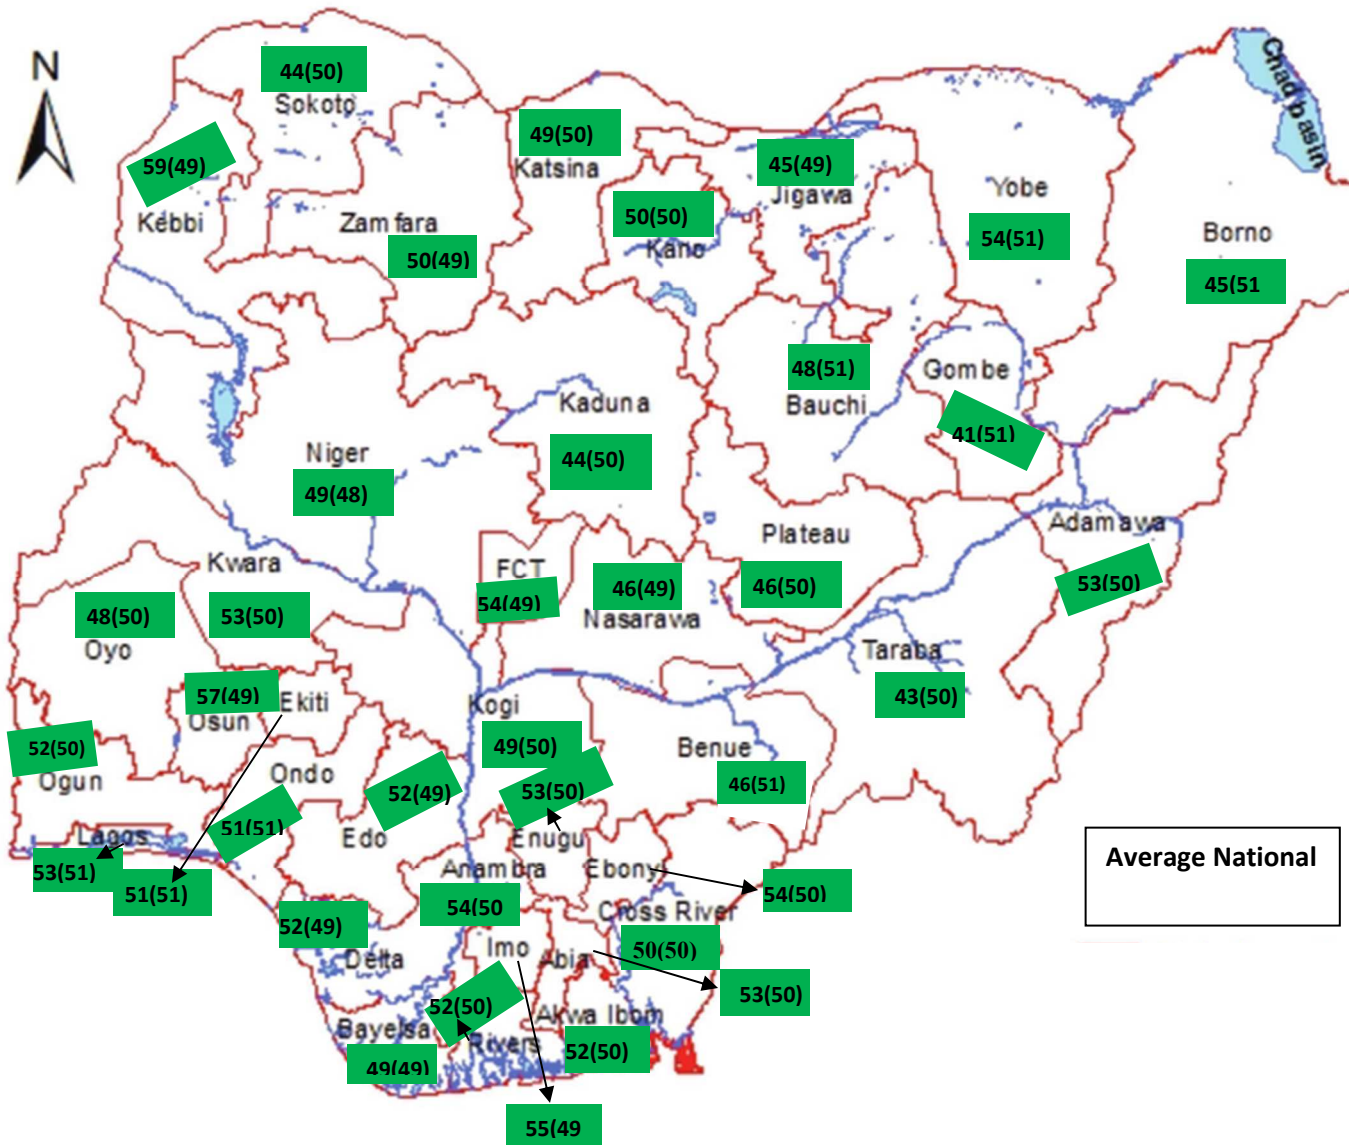 N
44(50)
Sokoto
Chad basin
49(50)
Katsina
59(49)
Kebbi
45(49)
Jigawa
Yobe
54(51)
Zamfara
50(49)
50(50)
Kano
Borno
45(51
48(51)
Bauchi
Gombe
41(51)
Kaduna
44(50)
Niger
49(48)
Plateau
46(50)
Adamawa
53(50)
Kwara
53(50)
FCT
54(49)
46(49)
Nasarawa
48(50)
Oyo
Taraba
43(50)
57(49)
Osun
Ekiti
Kogi
49(50)
Benue
46(51)
52(50)
Ogun
Ondo
52(49)
53(50)
Enugu
51(51)
Edo
Lagos
53(51)
51(51)
Anambra
54(50
Ebony
54(50)
Average National
52(49)
Delta
Cross River
50(50)
Imo
Abia
53(50)
52(50)
Rivers
Akwa Ibom
52(50)
Bayelsa
49(49)
55(49